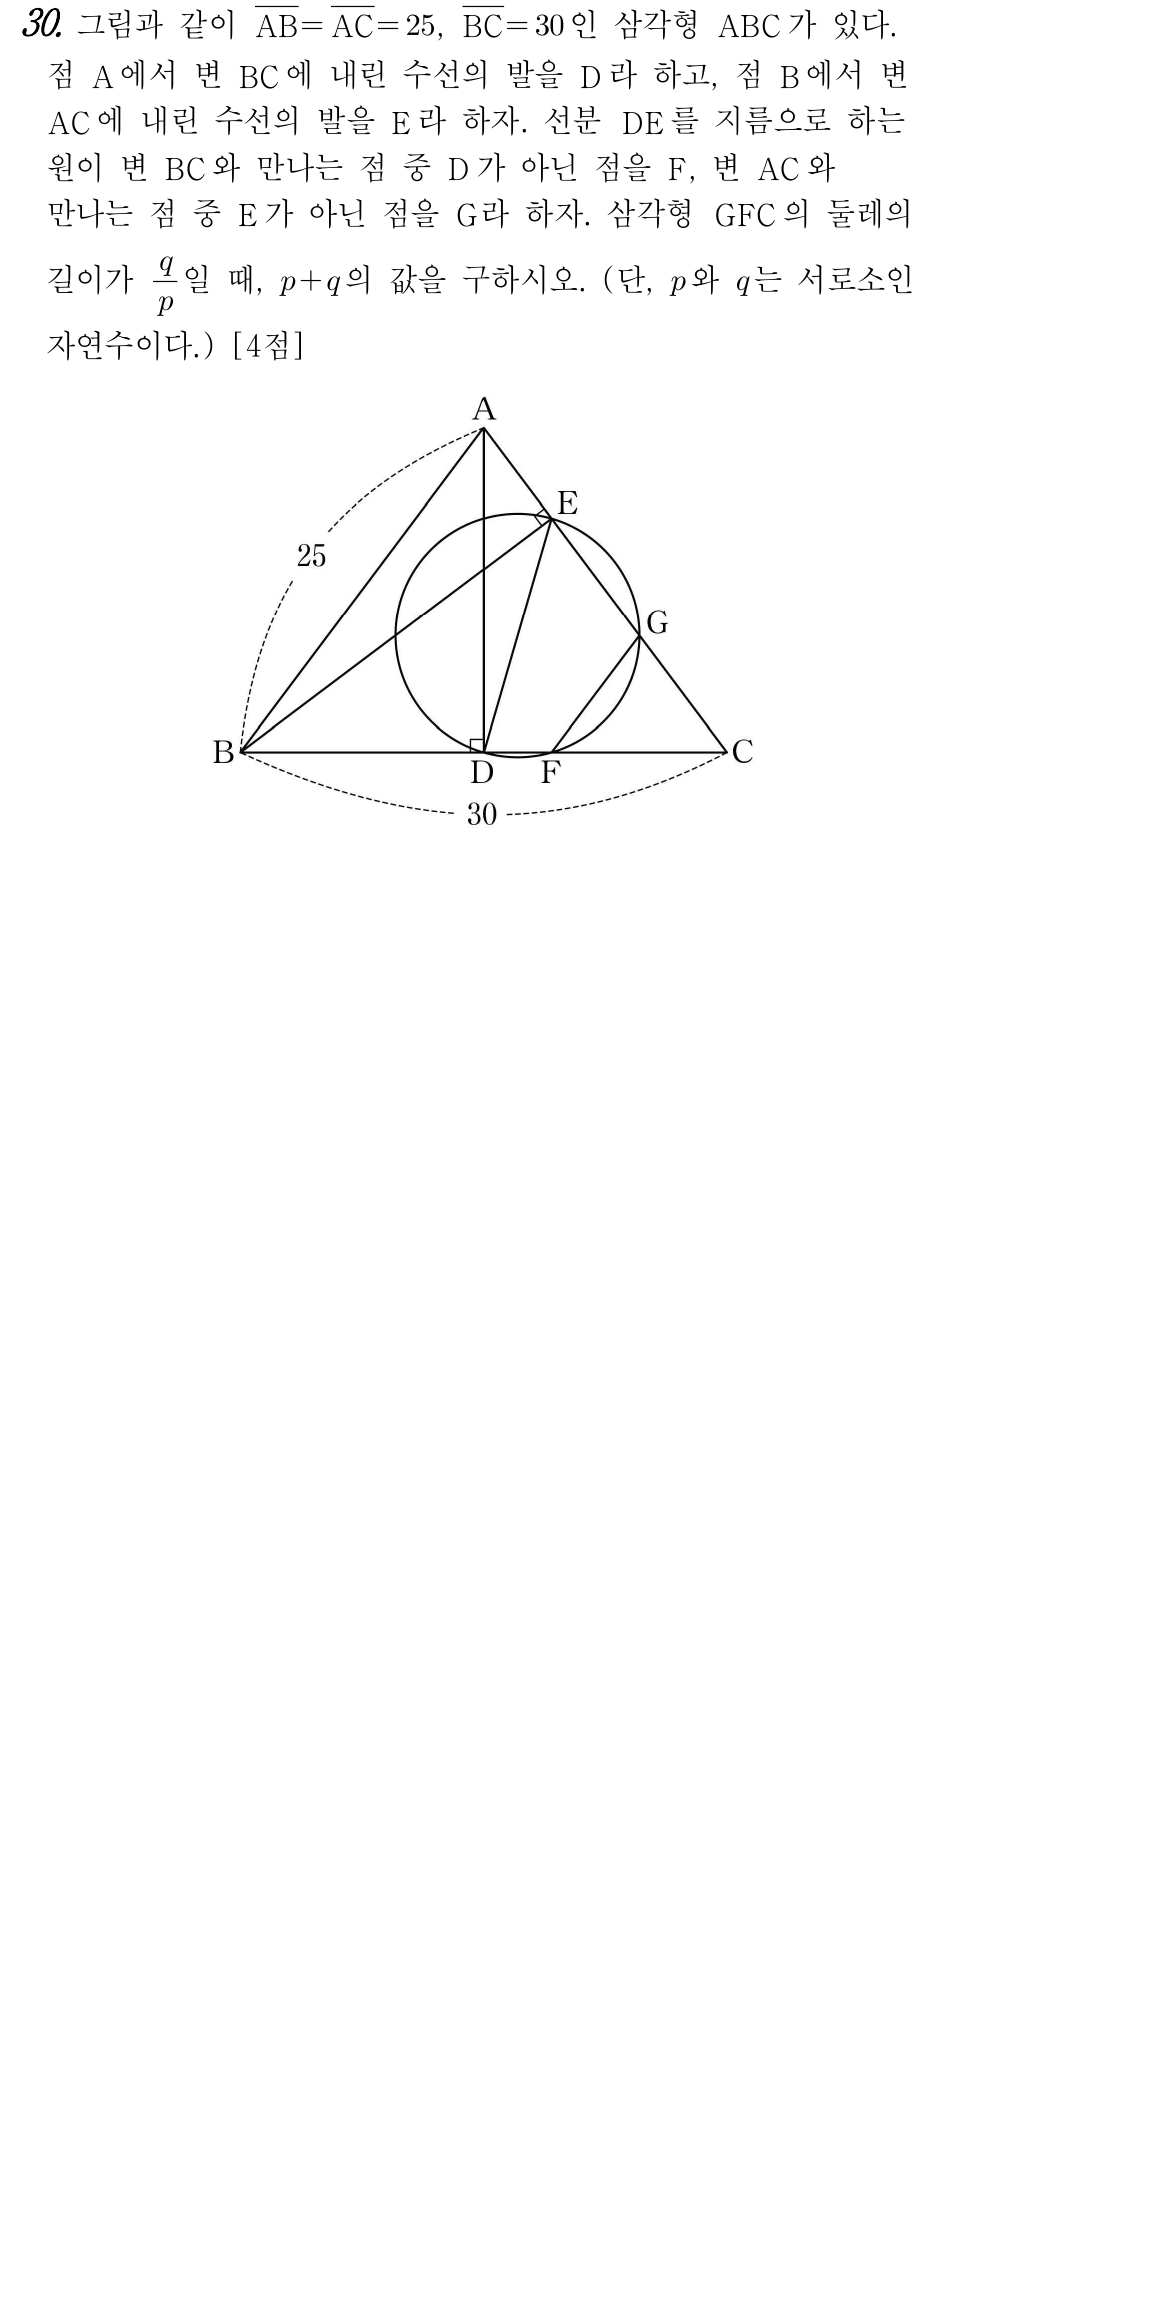 30. 그림과 같이 AB=AC=25, BC=30인 삼각형 ABC가 있다.
점 A에서 변 BC에 내린 수선의 발을 D라 하고, 점 B에서 변
AC에 내린 수선의 발을 E라 하자. 선분 DE를 지름으로 하는
원이 변 BC와 만나는 점 중 D가 아닌 점을 F, 변 AC와
만나는 점 중 E가 아닌 점을 G라 하자. 삼각형 GFC의 둘레의
길이가 q/p일 때, p+q의 값을 구하시오. (단, p와 q는 서로소인
자연수이다.) [4점]
A
E
25
G
B
D
F
C
30